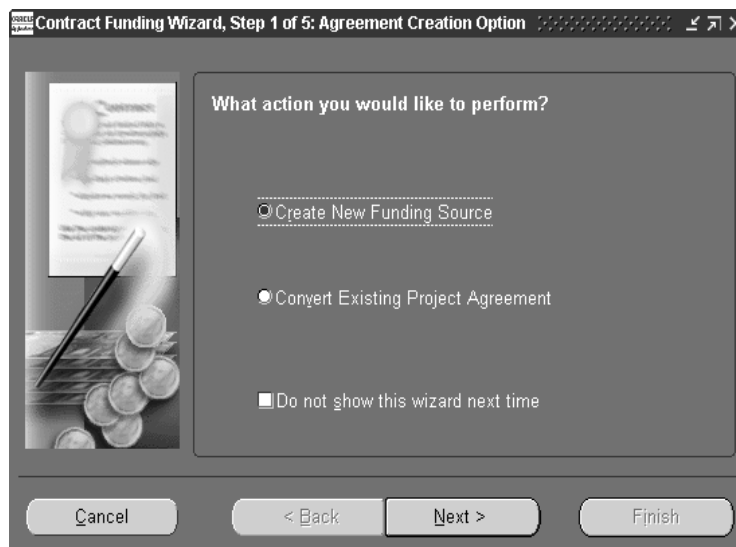 Contract Funding Wizard, Step 1 of 5: Agreement Creation Option
What action you would like to perform?
Create New Funding Source
Convert Existing Project Agreement
Do not show this wizard next time
Cancel
< Back
Next >
Finish